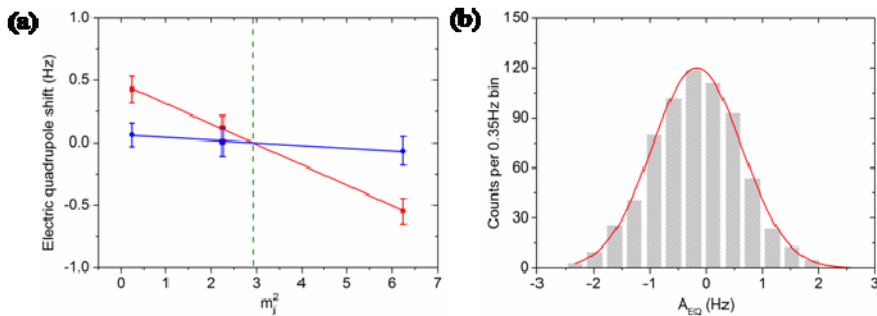 (a)
Electric quadrupole shift (Hz)
1.0
0.5
0.0
-0.5
-1.0
0 1 2 3 4 5 6 7
m_j^2
(b)
Counts per 0.35Hz bin
150
120
90
60
30
0
-3 -2 -1 0 1 2 3
A_EQ (Hz)